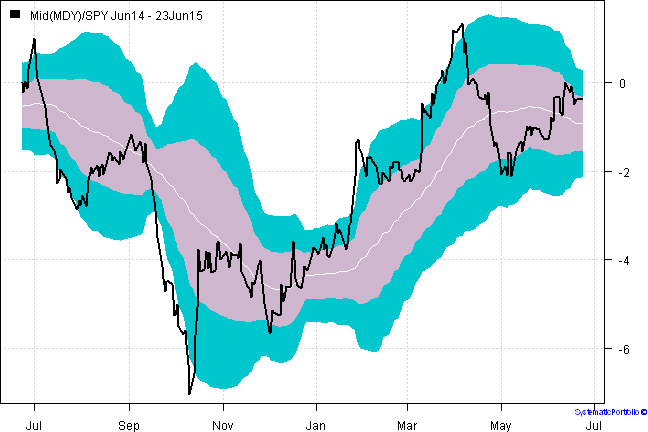 Mid(MDY)/SPY Jun14 - 23Jun15
0
-2
-4
-6
SystematicPortfolio ©
Jul Sep Nov Jan Mar May Jul